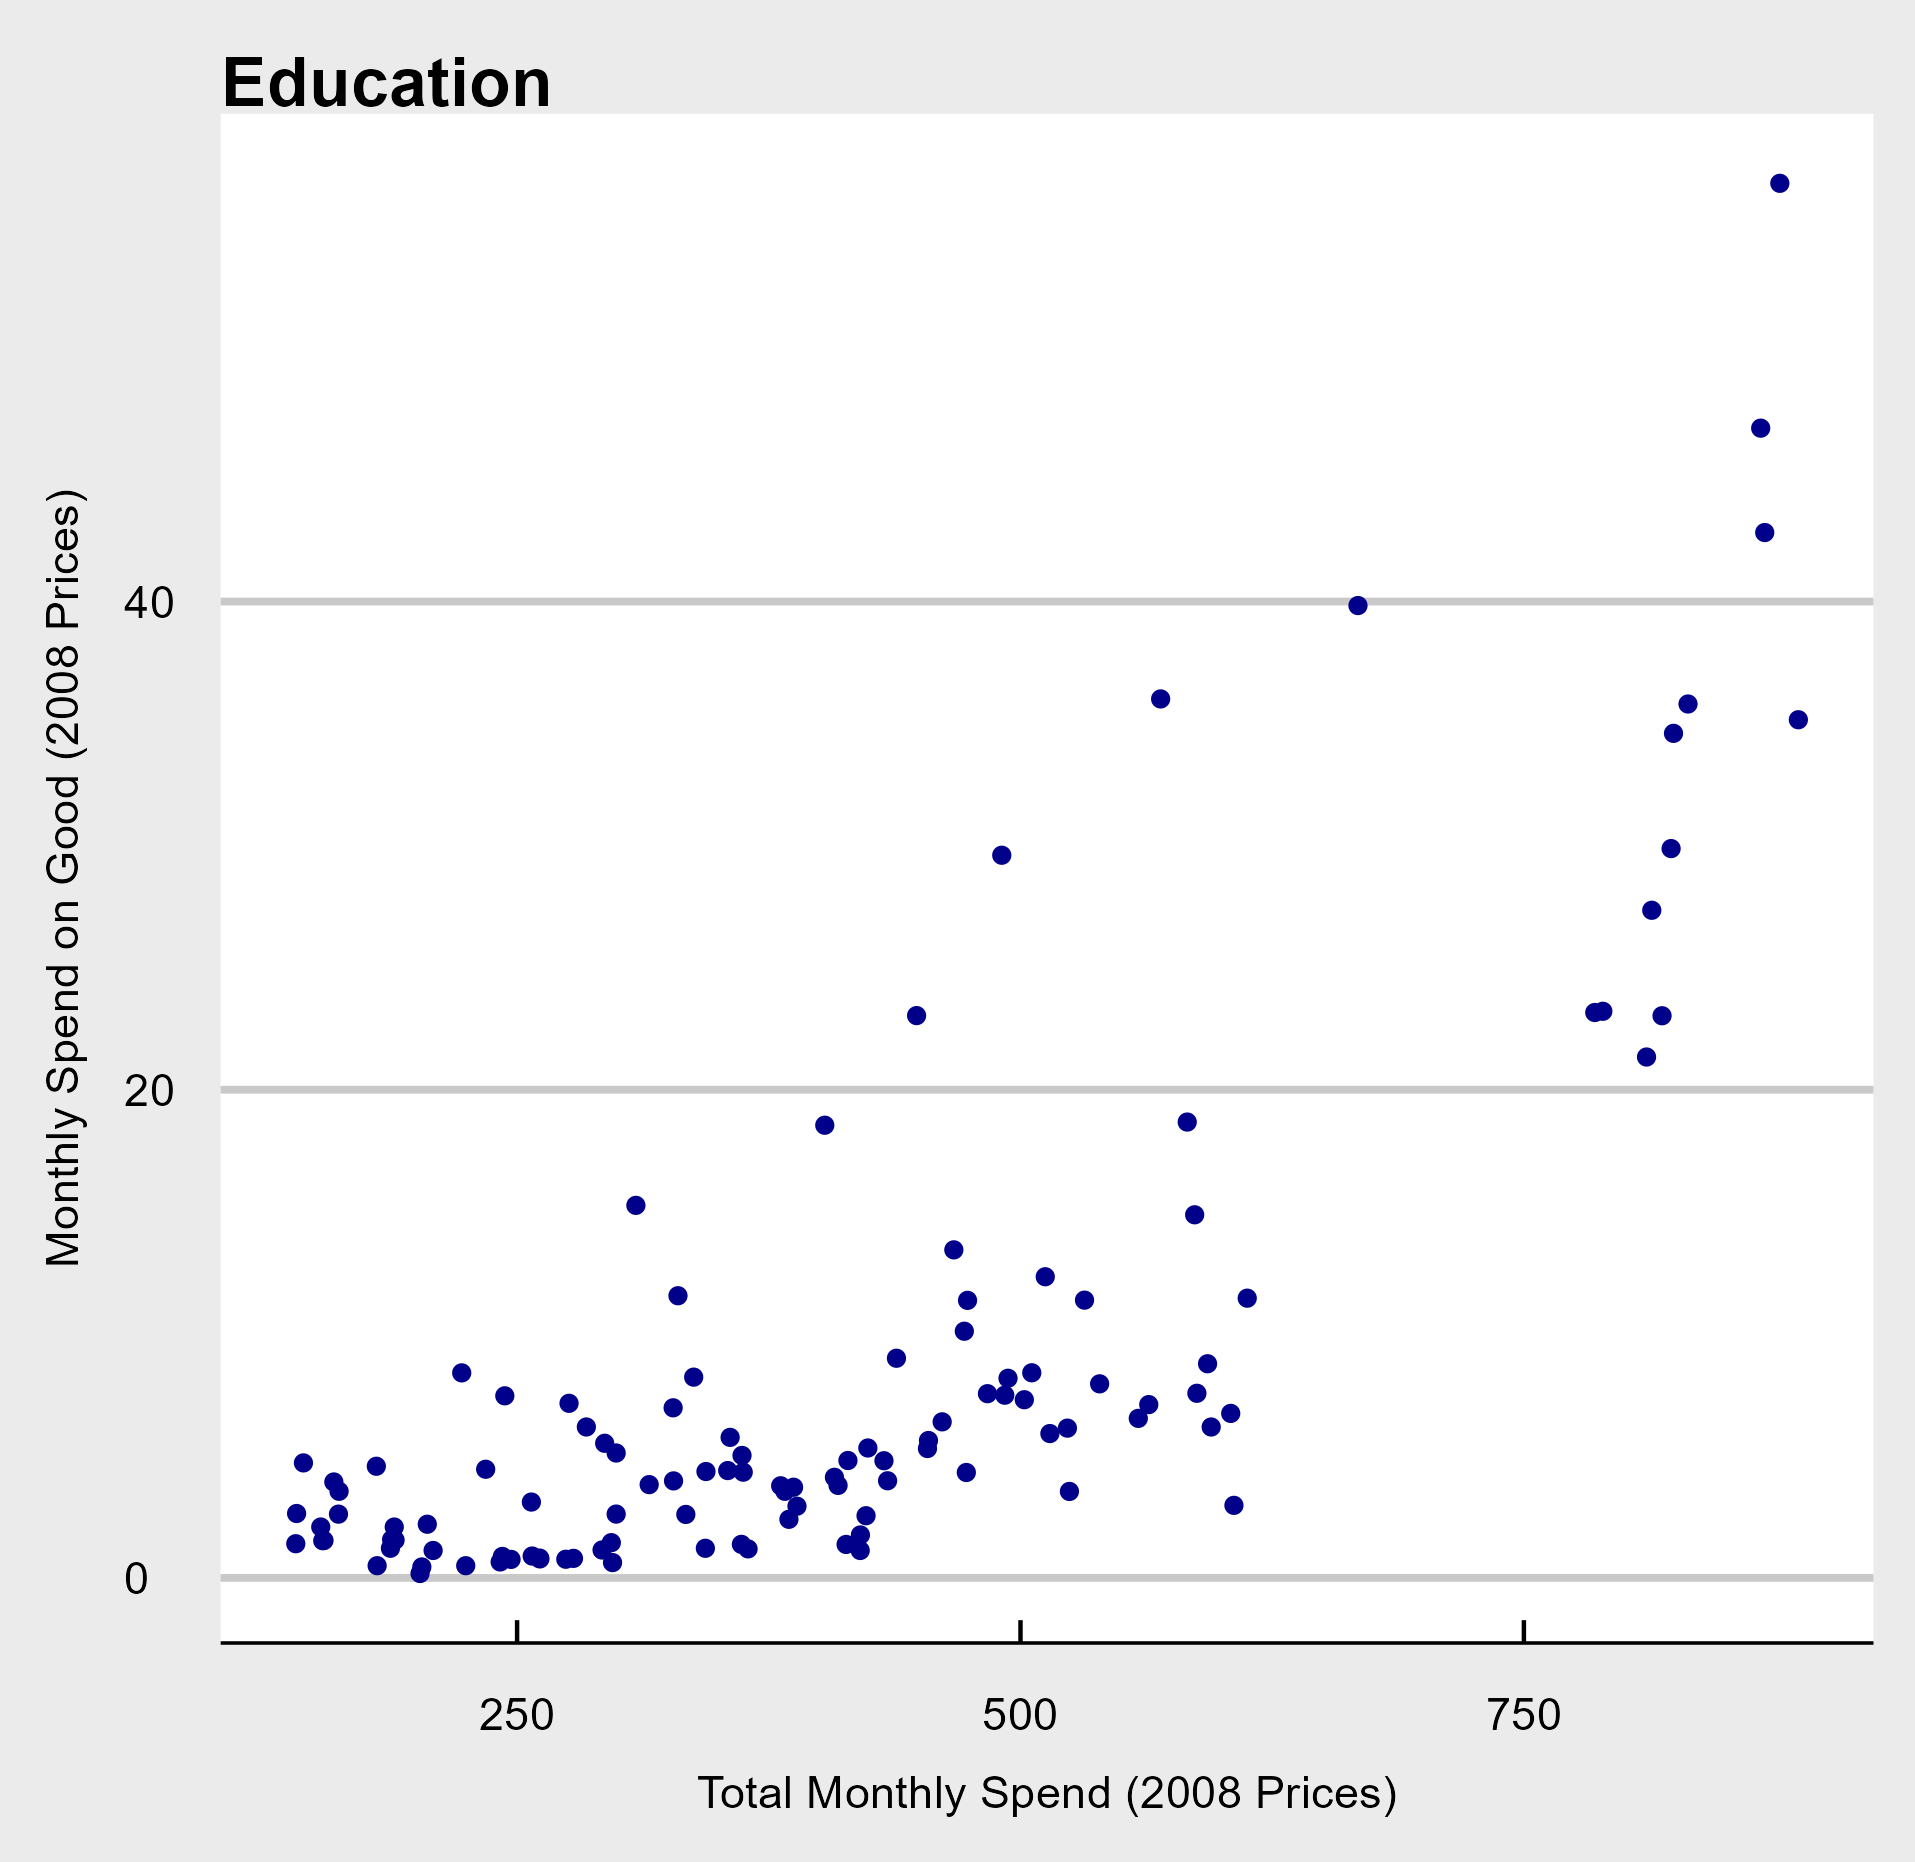 Education
Monthly Spend on Good (2008 Prices)
40
20
0
250
500
750
Total Monthly Spend (2008 Prices)